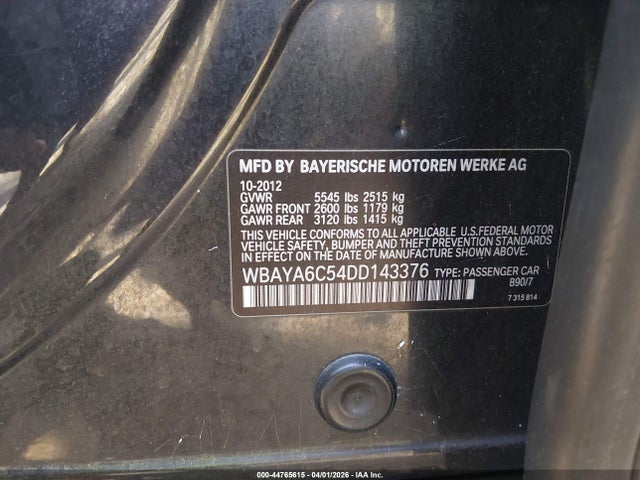 MFD BY BAYERISCHE MOTOREN WERKE AG
10-2012
GVWR 5545 lbs 2515 kg
GAWR FRONT 2600 lbs 1179 kg
GAWR REAR 3120 lbs 1415 kg
THIS VEHICLE CONFORMS TO ALL APPLICABLE U.S.FEDERAL MOTOR
VEHICLE SAFETY, BUMPER AND THEFT PREVENTION STANDARDS
IN EFFECT ON THE DATE OF MANUFACTURE SHOWN ABOVE.
WBAYA6C54DD143376 TYPE: PASSENGER CAR
B90/7
7 315 814
000-44765615 - 04/01/2026 - IAA Inc.